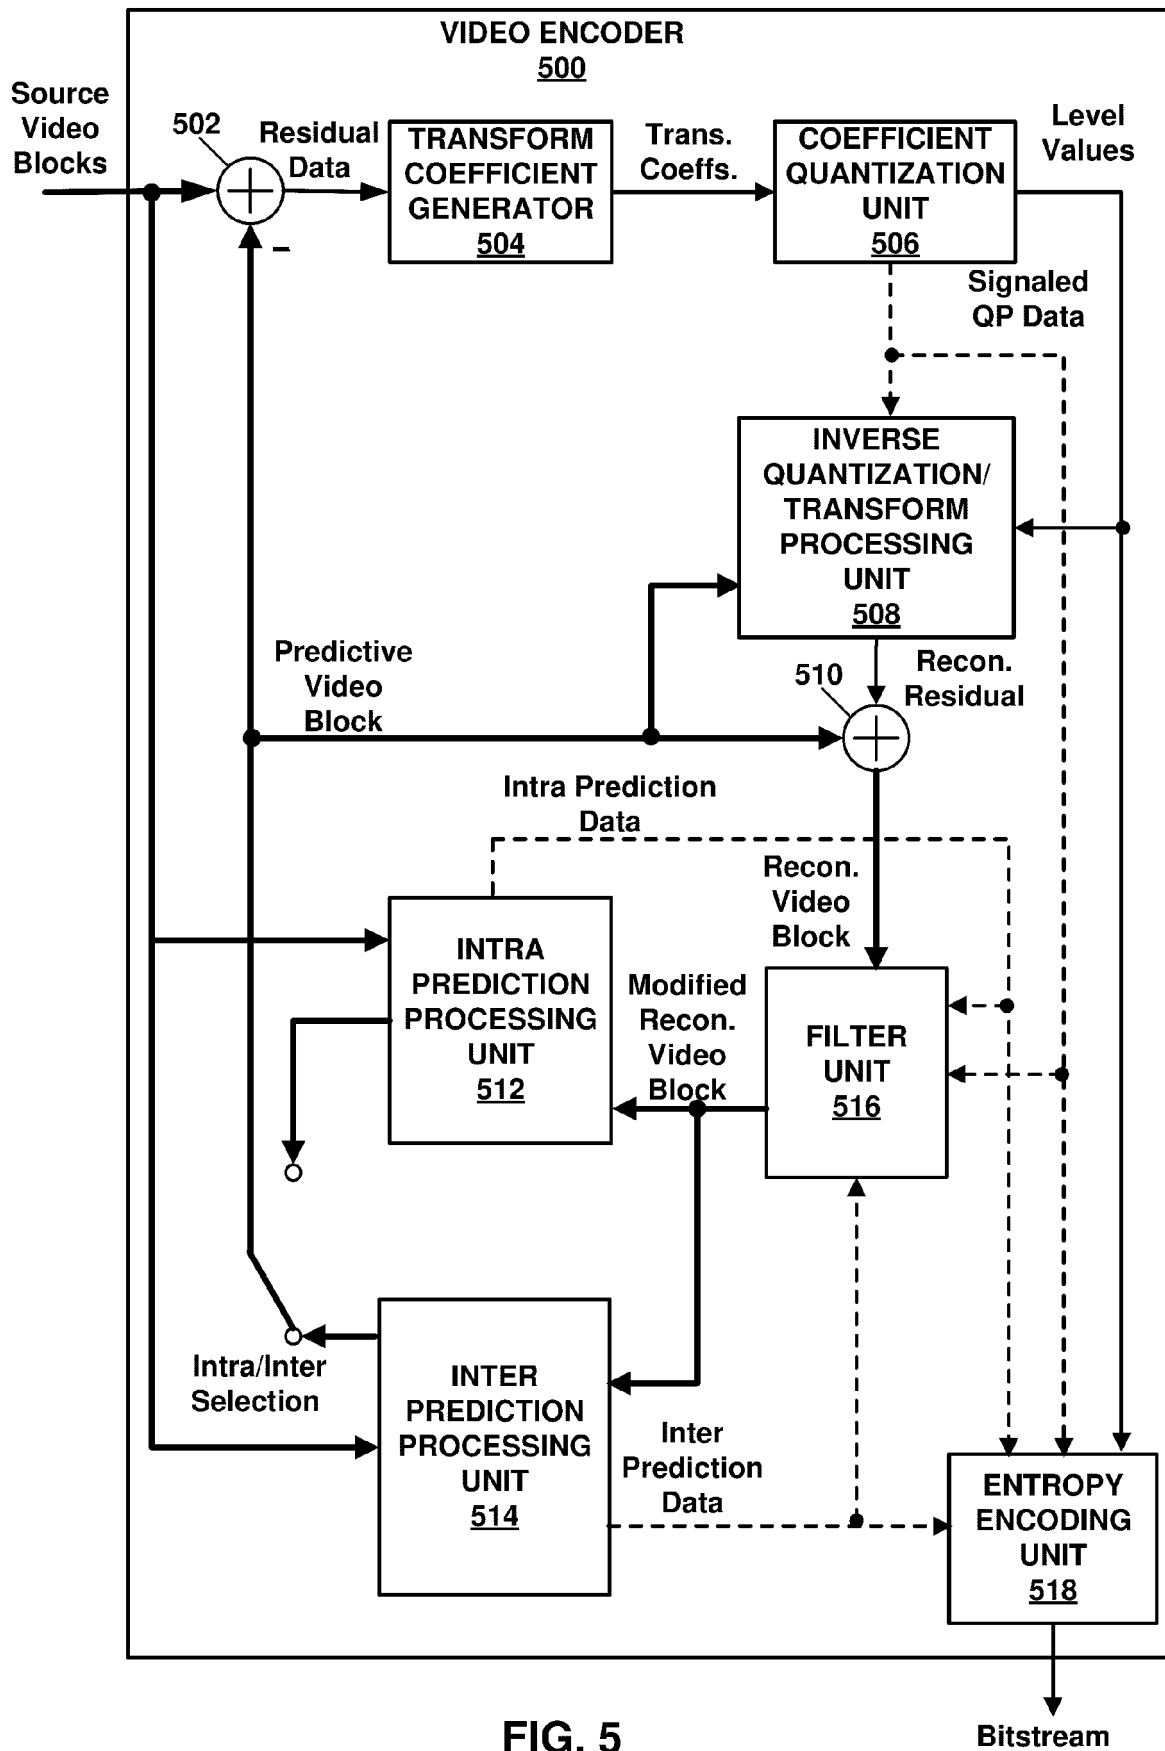 VIDEO ENCODER
500
Source
Video
Blocks
502
Residual
Data
TRANSFORM
COEFFICIENT
GENERATOR
504
Trans.
Coeffs.
COEFFICIENT
QUANTIZATION
UNIT
506
Level
Values
–
Signaled
QP Data
INVERSE
QUANTIZATION/
TRANSFORM
PROCESSING
UNIT
508
Predictive
Video
Block
510
Recon.
Residual
Intra Prediction
Data
Recon.
Video
Block
INTRA
PREDICTION
PROCESSING
UNIT
512
Modified
Recon.
Video
Block
FILTER
UNIT
516
Intra/Inter
Selection
INTER
PREDICTION
PROCESSING
UNIT
514
Inter
Prediction
Data
ENTROPY
ENCODING
UNIT
518
FIG. 5
Bitstream